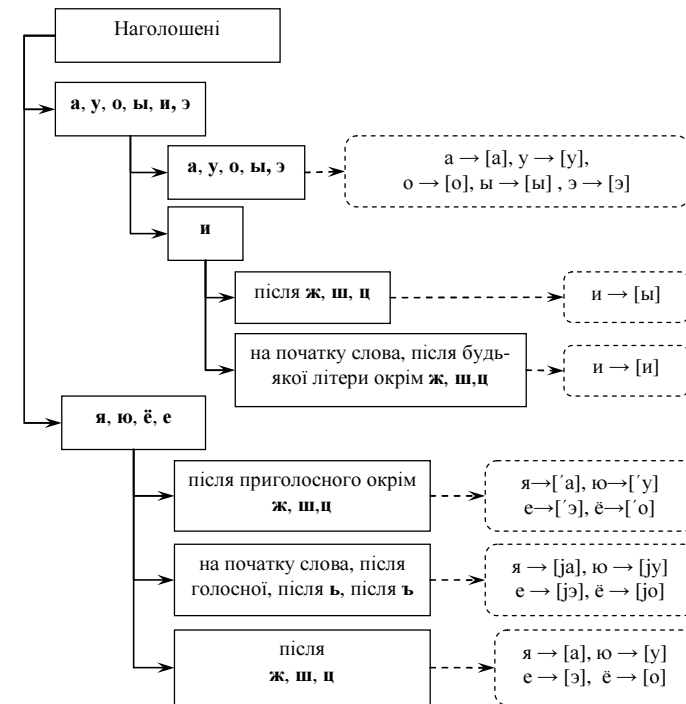 Наголошені
а, у, о, ы, и, э
а, у, о, ы, э
а → [а], у → [у],
о → [о], ы → [ы] , э → [э]
и
після ж, ш, ц
и → [ы]
на початку слова, після будь-
якої літери окрім ж, ш,ц
и → [и]
я, ю, ё, е
після приголосного окрім
ж, ш,ц
я→[΄а], ю→[΄у]
е→[΄э], ё→[΄о]
на початку слова, після
голосної, після ь, після ъ
я → [ја], ю → [ју]
е → [јэ], ё → [јо]
після
ж, ш, ц
я → [а], ю → [у]
е → [э], ё → [о]